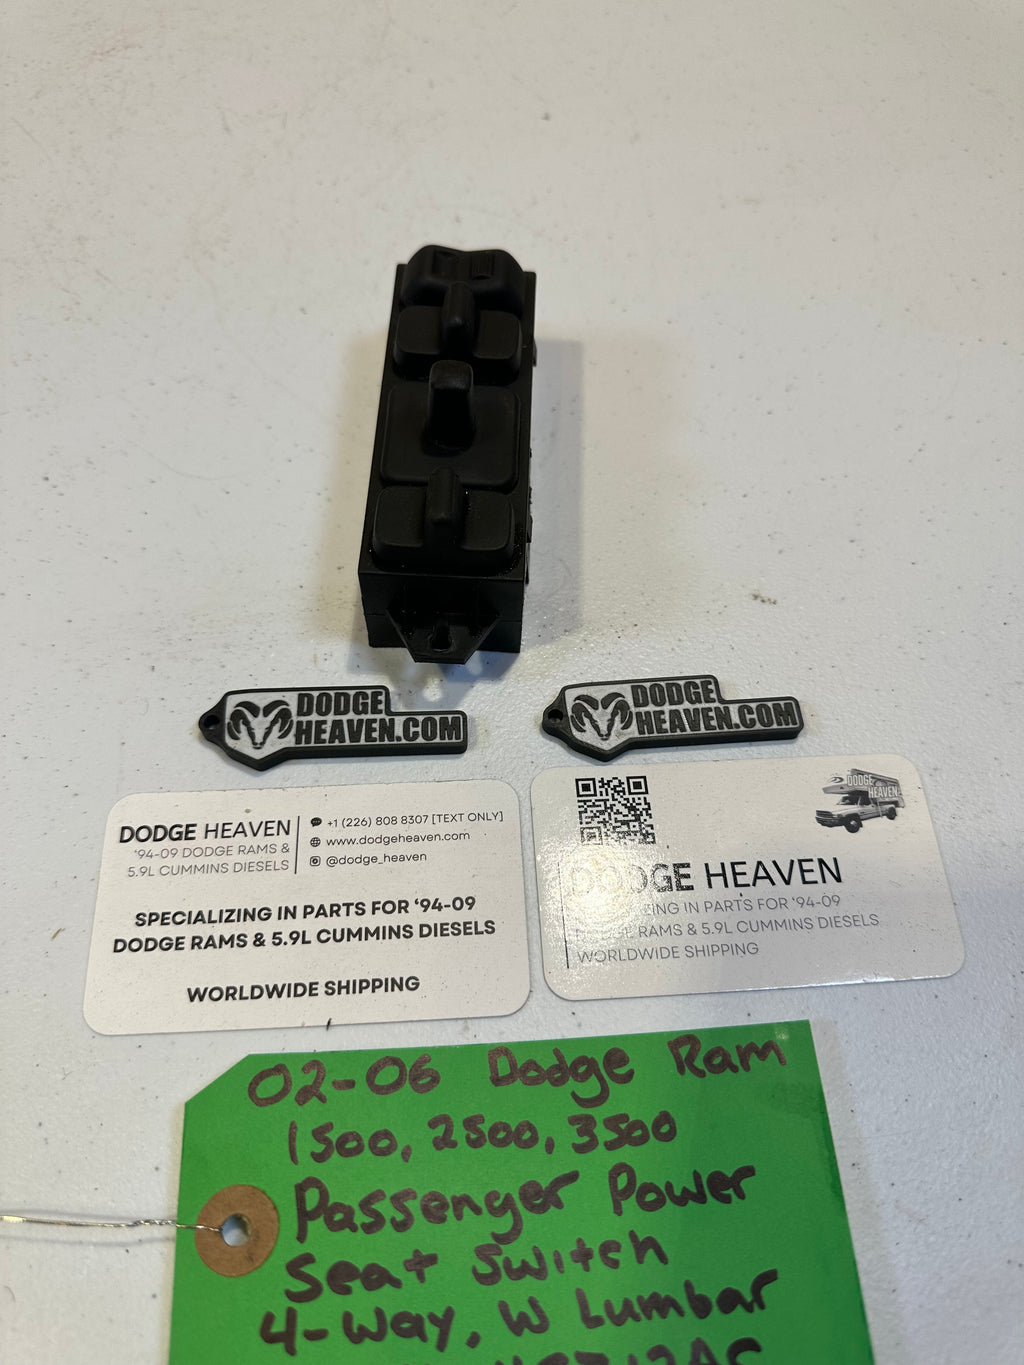 DODGE
HEAVEN.COM
DODGE
HEAVEN.COM
DODGE HEAVEN
'94-09 DODGE RAMS &
5.9L CUMMINS DIESELS
+1 (226) 808 8307 [TEXT ONLY]
www.dodgeheaven.com
@dodge_heaven
SPECIALIZING IN PARTS FOR ‘94-09
DODGE RAMS & 5.9L CUMMINS DIESELS
WORLDWIDE SHIPPING
DODGE
HEAVEN
DODGE HEAVEN
IN PARTS FOR ‘94-09
RAMS & 5.9L CUMMINS DIESELS
WORLDWIDE SHIPPING
02-06 Dodge Ram
1500, 2500, 3500
Passenger Power
Seat Switch
4-Way, W Lumbar